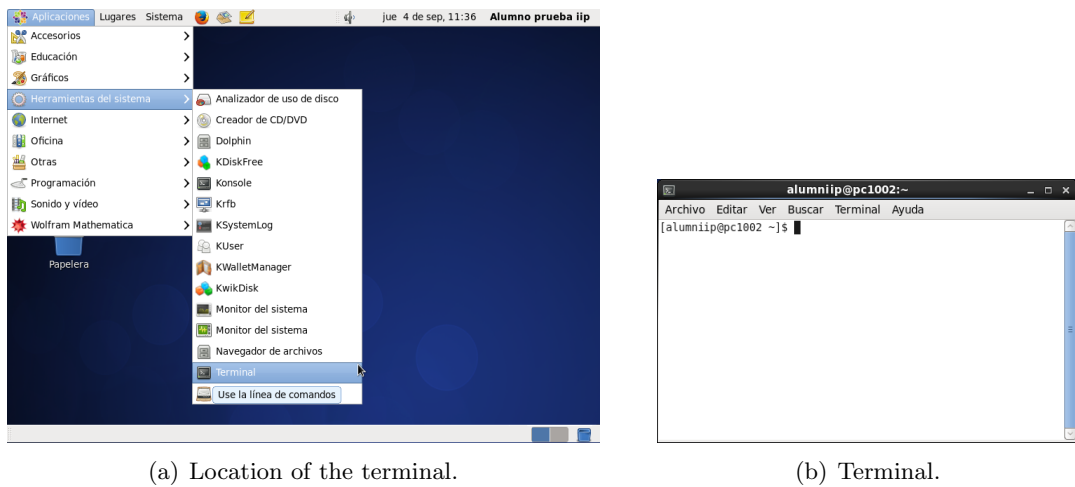 Aplicaciones Lugares Sistema jue 4 de sep, 11:36 Alumno prueba iip
Accesorios
Educación
Gráficos
Herramientas del sistema
Internet
Oficina
Otras
Programación
Sonido y vídeo
Wolfram Mathematica
Papelera
Analizador de uso de disco
Creador de CD/DVD
Dolphin
KDiskFree
Konsole
Krfb
KSystemLog
KUser
KWalletManager
KwikDisk
Monitor del sistema
Monitor del sistema
Navegador de archivos
Terminal
Use la línea de comandos
(a) Location of the terminal.
alumniip@pc1002:~
Archivo Editar Ver Buscar Terminal Ayuda
[alumniip@pc1002 ~]$
(b) Terminal.